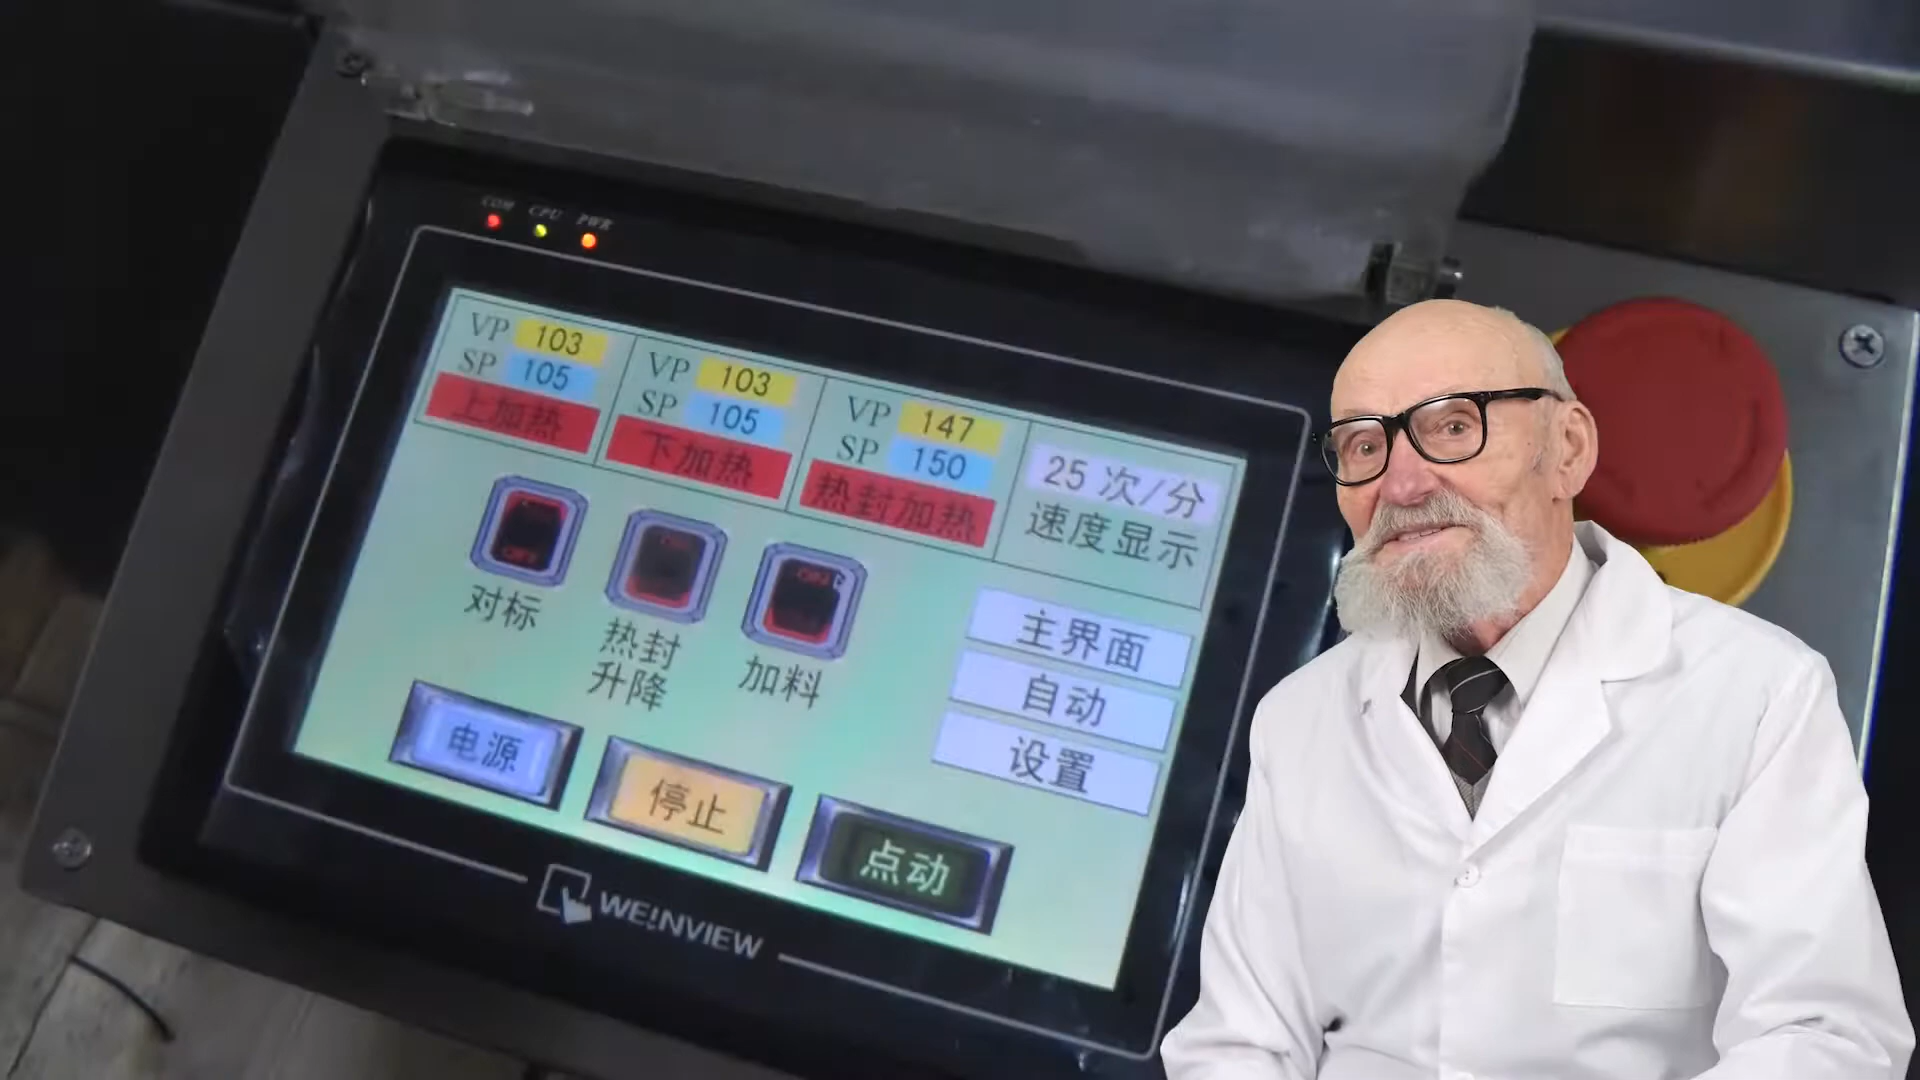 COM CPU PWR
VP 103
SP 105
上加热
VP 103
SP 105
下加热
VP 147
SP 150
热封加热
25 次/分
速度显示
OFF
ON
对标
热封
升降
加料
主界面
自动
设置
电源
停止
点动
WEINVIEW